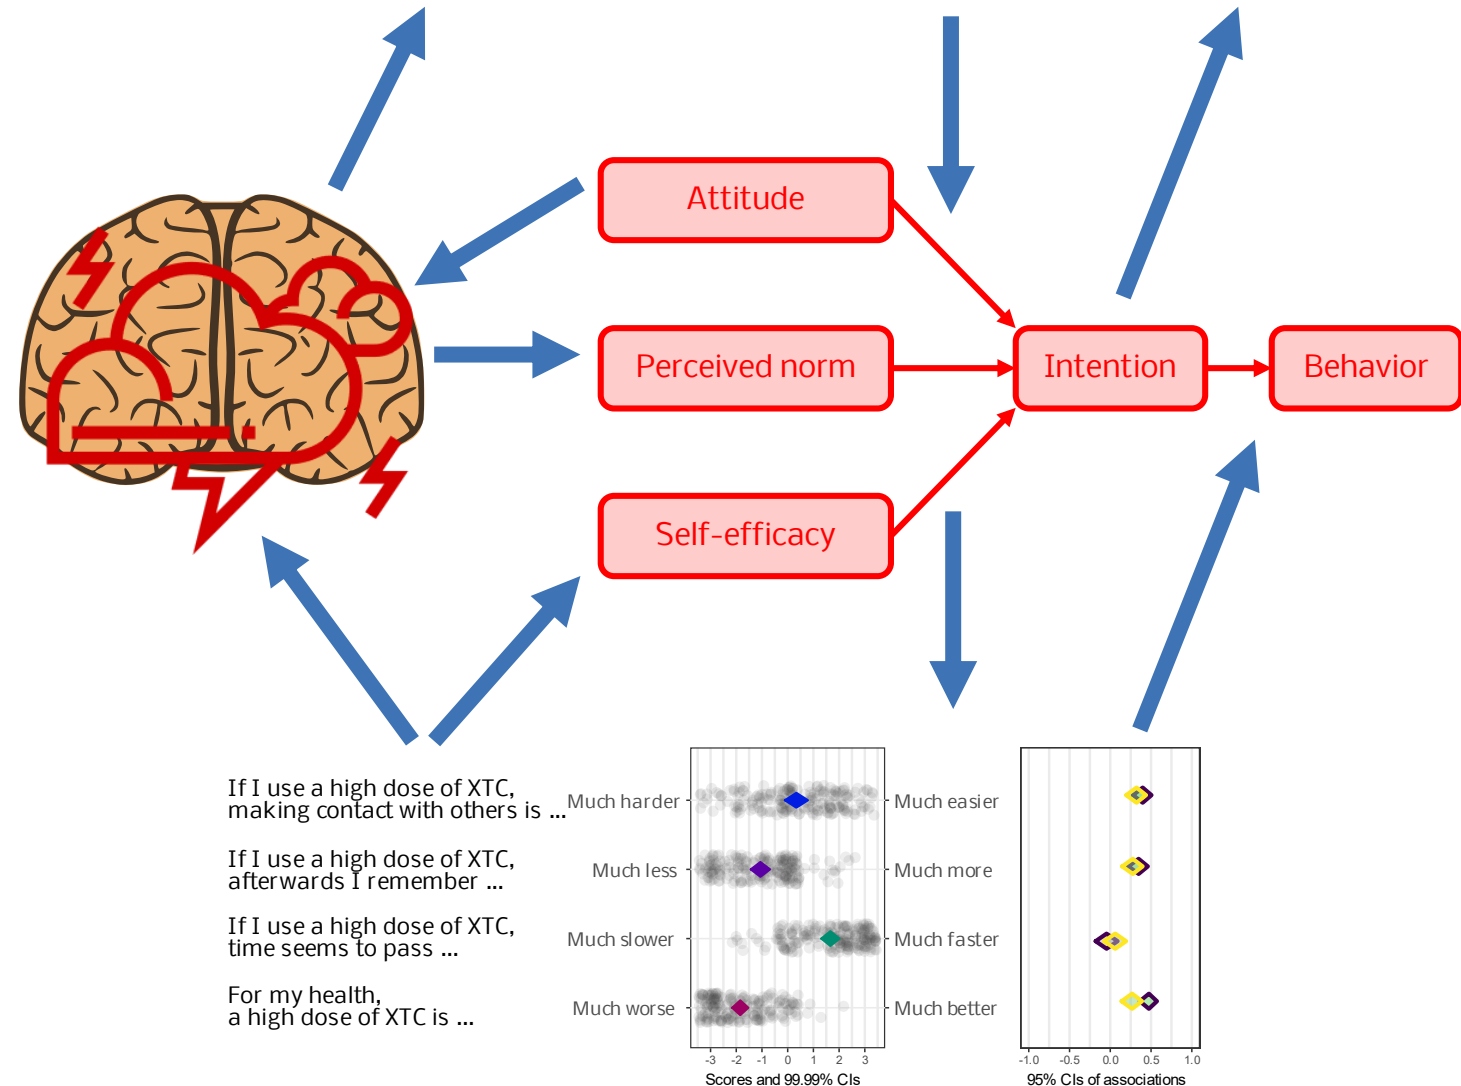 Attitude
Perceived norm
Intention
Behavior
Self-efficacy
If I use a high dose of XTC,
making contact with others is ...
Much harder
Much easier
If I use a high dose of XTC,
afterwards I remember ...
Much less
Much more
If I use a high dose of XTC,
time seems to pass ...
Much slower
Much faster
For my health,
a high dose of XTC is ...
Much worse
Much better
-3 -2 -1 0 1 2 3
Scores and 99.99% CIs
-1.0 -0.5 0.0 0.5 1.0
95% CIs of associations